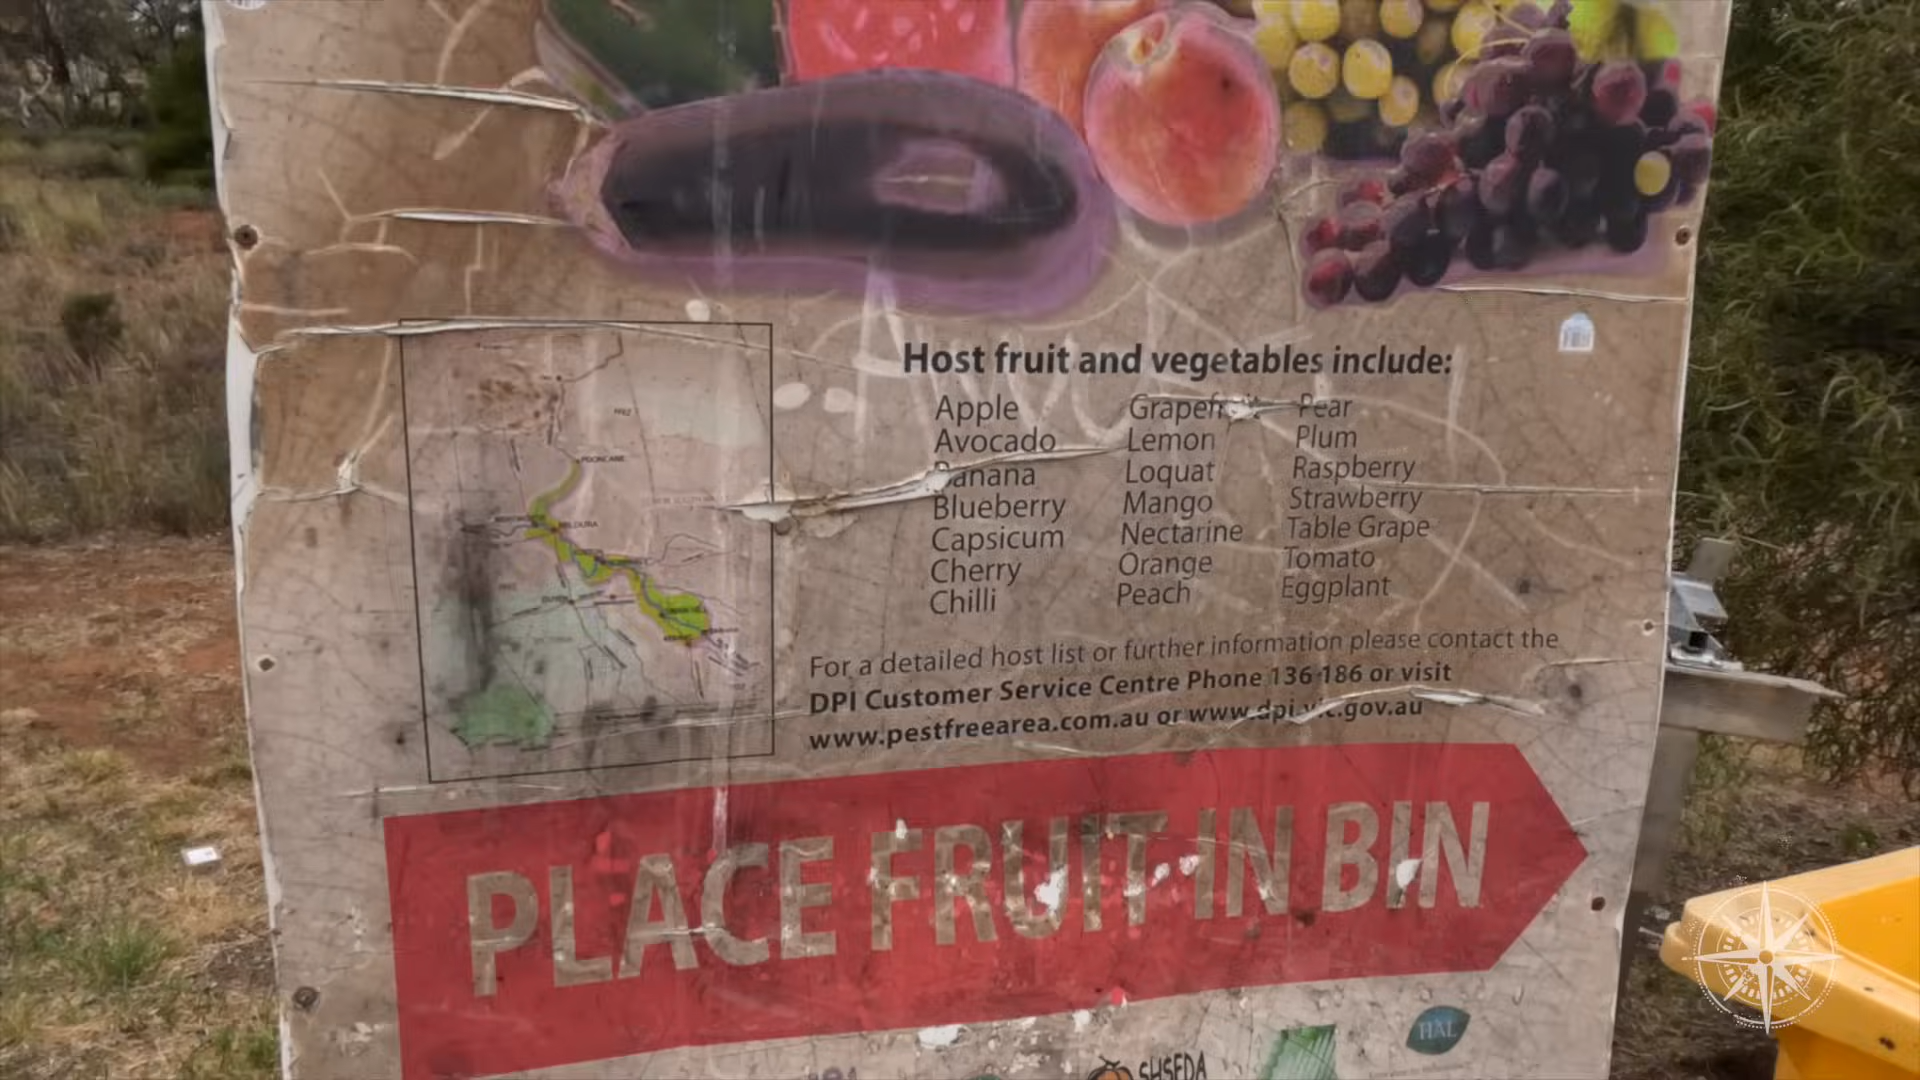 Host fruit and vegetables include:
Apple
Avocado
Banana
Blueberry
Capsicum
Cherry
Chilli
Grapefruit
Lemon
Loquat
Mango
Nectarine
Orange
Peach
Pear
Plum
Raspberry
Strawberry
Table Grape
Tomato
Eggplant
For a detailed host list or further information please contact the
DPI Customer Service Centre Phone 136 186 or visit
www.pestfreearea.com.au or www.dpi.vic.gov.au
POONCARIE
MILDURA
PLACE FRUIT IN BIN
HAL
SHSFDA